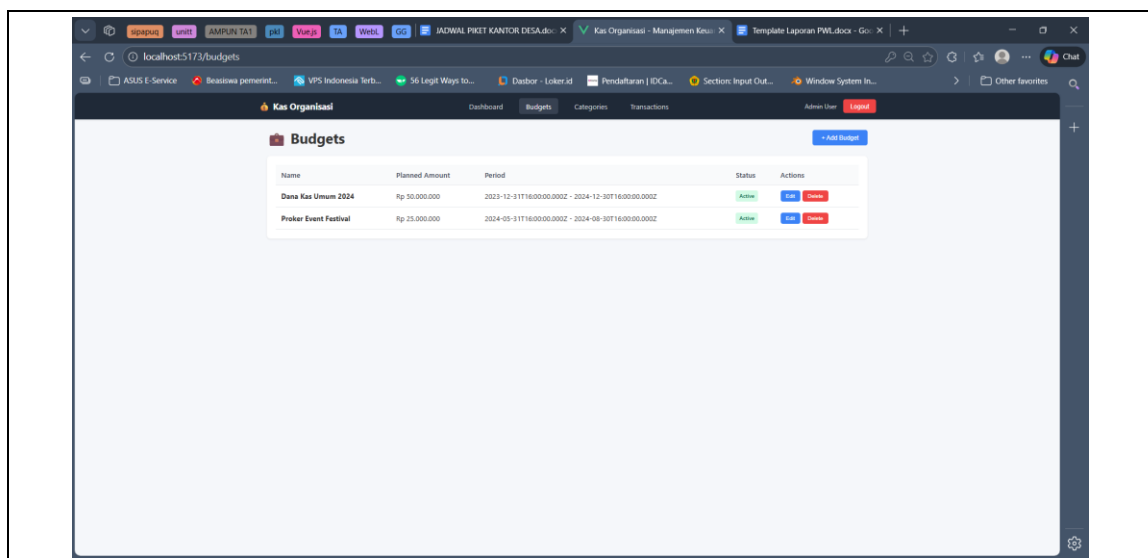 sipapuq unitt AMPUN TA1 pkl Vue.js TA WebL GG JADWAL PIKET KANTOR DESA.doc Kas Organisasi - Manajemen Keua Template Laporan PWL.docx - Goo
localhost:5173/budgets Chat
ASUS E-Service Beasiswa pemerint... VPS Indonesia Terb... 56 Legit Ways to... Dasbor - Loker.id Pendaftaran | IDCa... Section: Input Out... Window System In... Other favorites
Kas Organisasi Dashboard Budgets Categories Transactions Admin User Logout
Budgets + Add Budget
Name Planned Amount Period Status Actions
Dana Kas Umum 2024 Rp 50.000.000 2023-12-31T16:00:00.000Z - 2024-12-30T16:00:00.000Z Active Edit Delete
Proker Event Festival Rp 25.000.000 2024-05-31T16:00:00.000Z - 2024-08-30T16:00:00.000Z Active Edit Delete